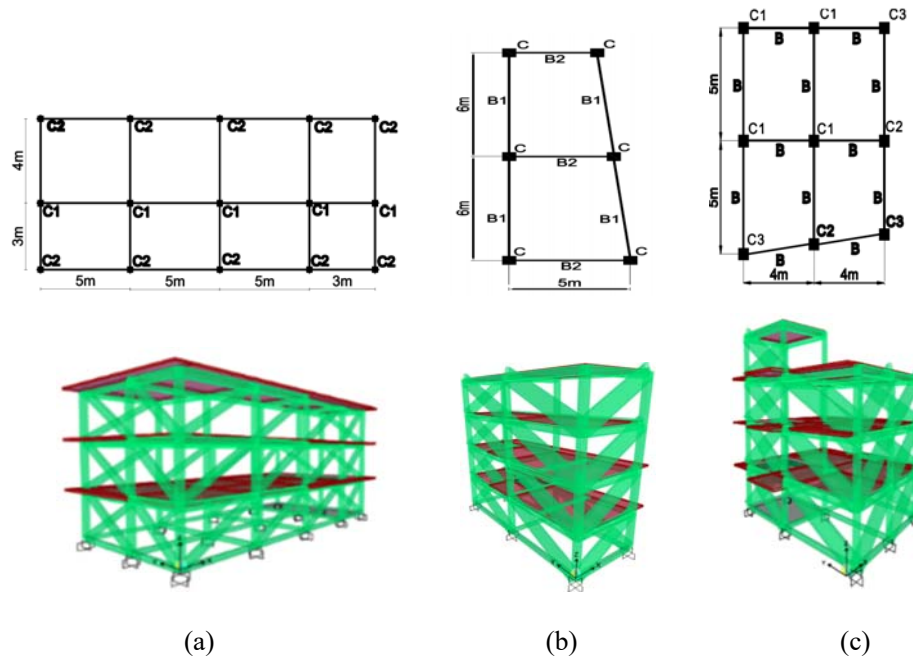 C2 C2 C2 C2 C2
4m
C1 C1 C1 C1 C1
3m
C2 C2 C2 C2 C2
5m 5m 5m 3m
C C
B2
6m B1 B1
C C
B2
6m B1 B1
C C
B2
5m
C1 C1 C3
B B
5m B B B
C1 C1 C2
B B
5m B B B
C3 C2 C3
B B
4m 4m
(a) (b) (c)